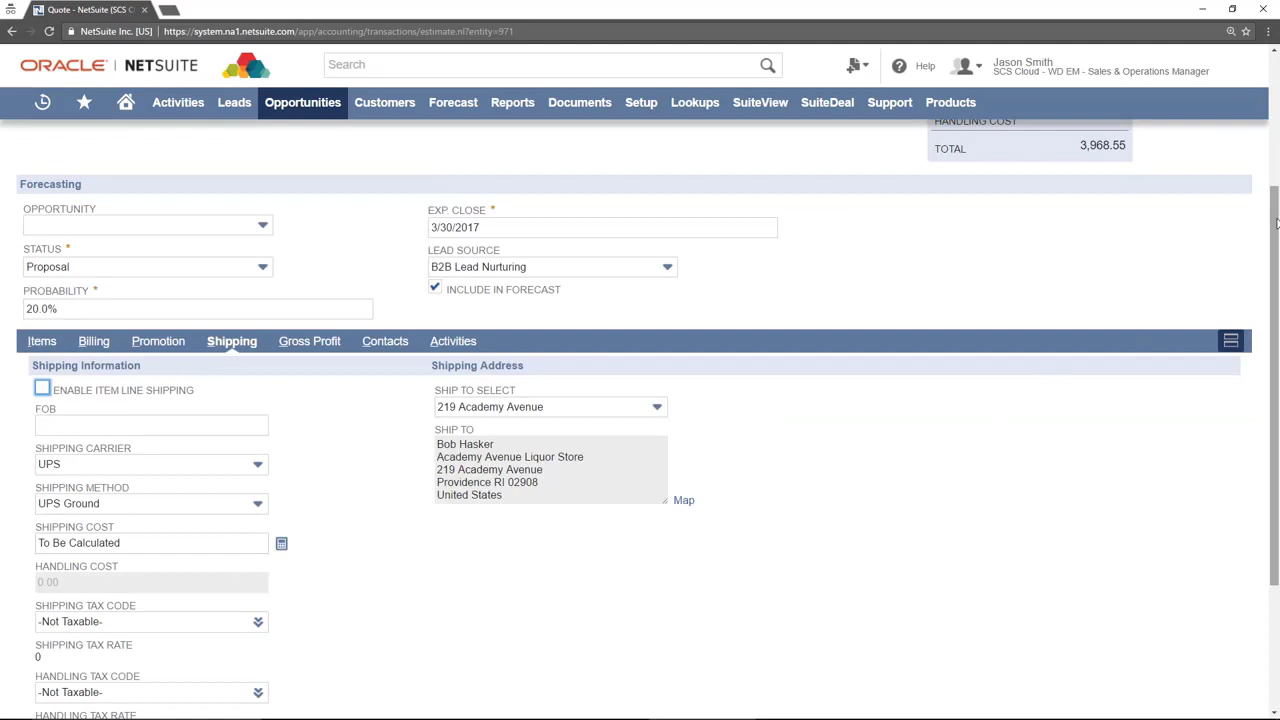 Quote - NetSuite (SCS C
NetSuite Inc. [US] https://system.na1.netsuite.com/app/accounting/transactions/estimate.nl?entity=971
ORACLE NETSUITE
Search
Help
Jason Smith
SCS Cloud - WD EM - Sales & Operations Manager
Activities Leads Opportunities Customers Forecast Reports Documents Setup Lookups SuiteView SuiteDeal Support Products
HANDLING COST
TOTAL 3,968.55
Forecasting
OPPORTUNITY
STATUS *
Proposal
PROBABILITY *
20.0%
EXP. CLOSE *
3/30/2017
LEAD SOURCE
B2B Lead Nurturing
INCLUDE IN FORECAST
Items Billing Promotion Shipping Gross Profit Contacts Activities
Shipping Information
ENABLE ITEM LINE SHIPPING
FOB
SHIPPING CARRIER
UPS
SHIPPING METHOD
UPS Ground
SHIPPING COST
To Be Calculated
HANDLING COST
0.00
SHIPPING TAX CODE
-Not Taxable-
SHIPPING TAX RATE
0
HANDLING TAX CODE
-Not Taxable-
HANDLING TAX RATE
Shipping Address
SHIP TO SELECT
219 Academy Avenue
SHIP TO
Bob Hasker
Academy Avenue Liquor Store
219 Academy Avenue
Providence RI 02908
United States
Map